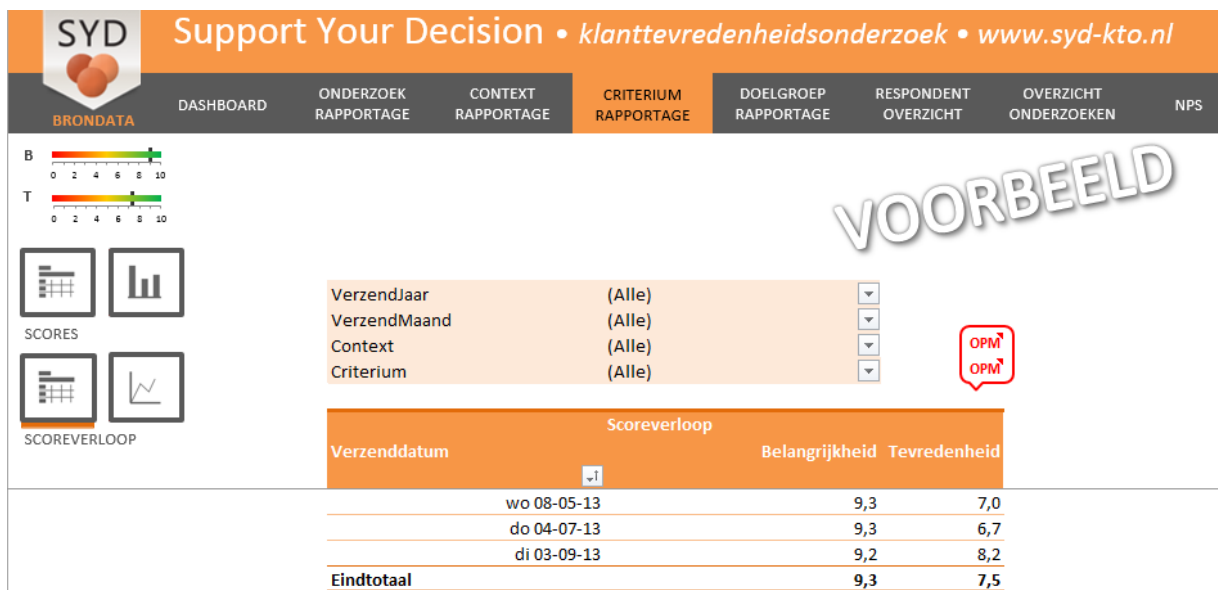 SYD
Support Your Decision • klanttevredenheidsonderzoek • www.syd-kto.nl
BRONDATA
DASHBOARD
ONDERZOEK
RAPPORTAGE
CONTEXT
RAPPORTAGE
CRITERIUM
RAPPORTAGE
DOELGROEP
RAPPORTAGE
RESPONDENT
OVERZICHT
OVERZICHT
ONDERZOEKEN
NPS
B
0 2 4 6 8 10
T
0 2 4 6 8 10
VOORBEELD
SCORES
SCOREVERLOOP
VerzendJaar (Alle)
VerzendMaand (Alle)
Context (Alle)
Criterium (Alle)
OPM
OPM
Scoreverloop
Verzenddatum Belangrijkheid Tevredenheid
wo 08-05-13 9,3 7,0
do 04-07-13 9,3 6,7
di 03-09-13 9,2 8,2
Eindtotaal 9,3 7,5